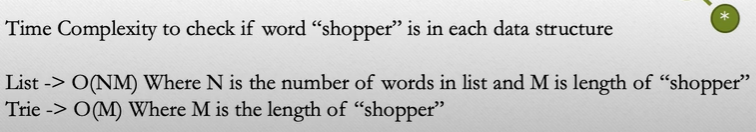 *
Time Complexity to check if word “shopper” is in each data structure
List -> O(NM) Where N is the number of words in list and M is length of “shopper”
Trie -> O(M) Where M is the length of “shopper”